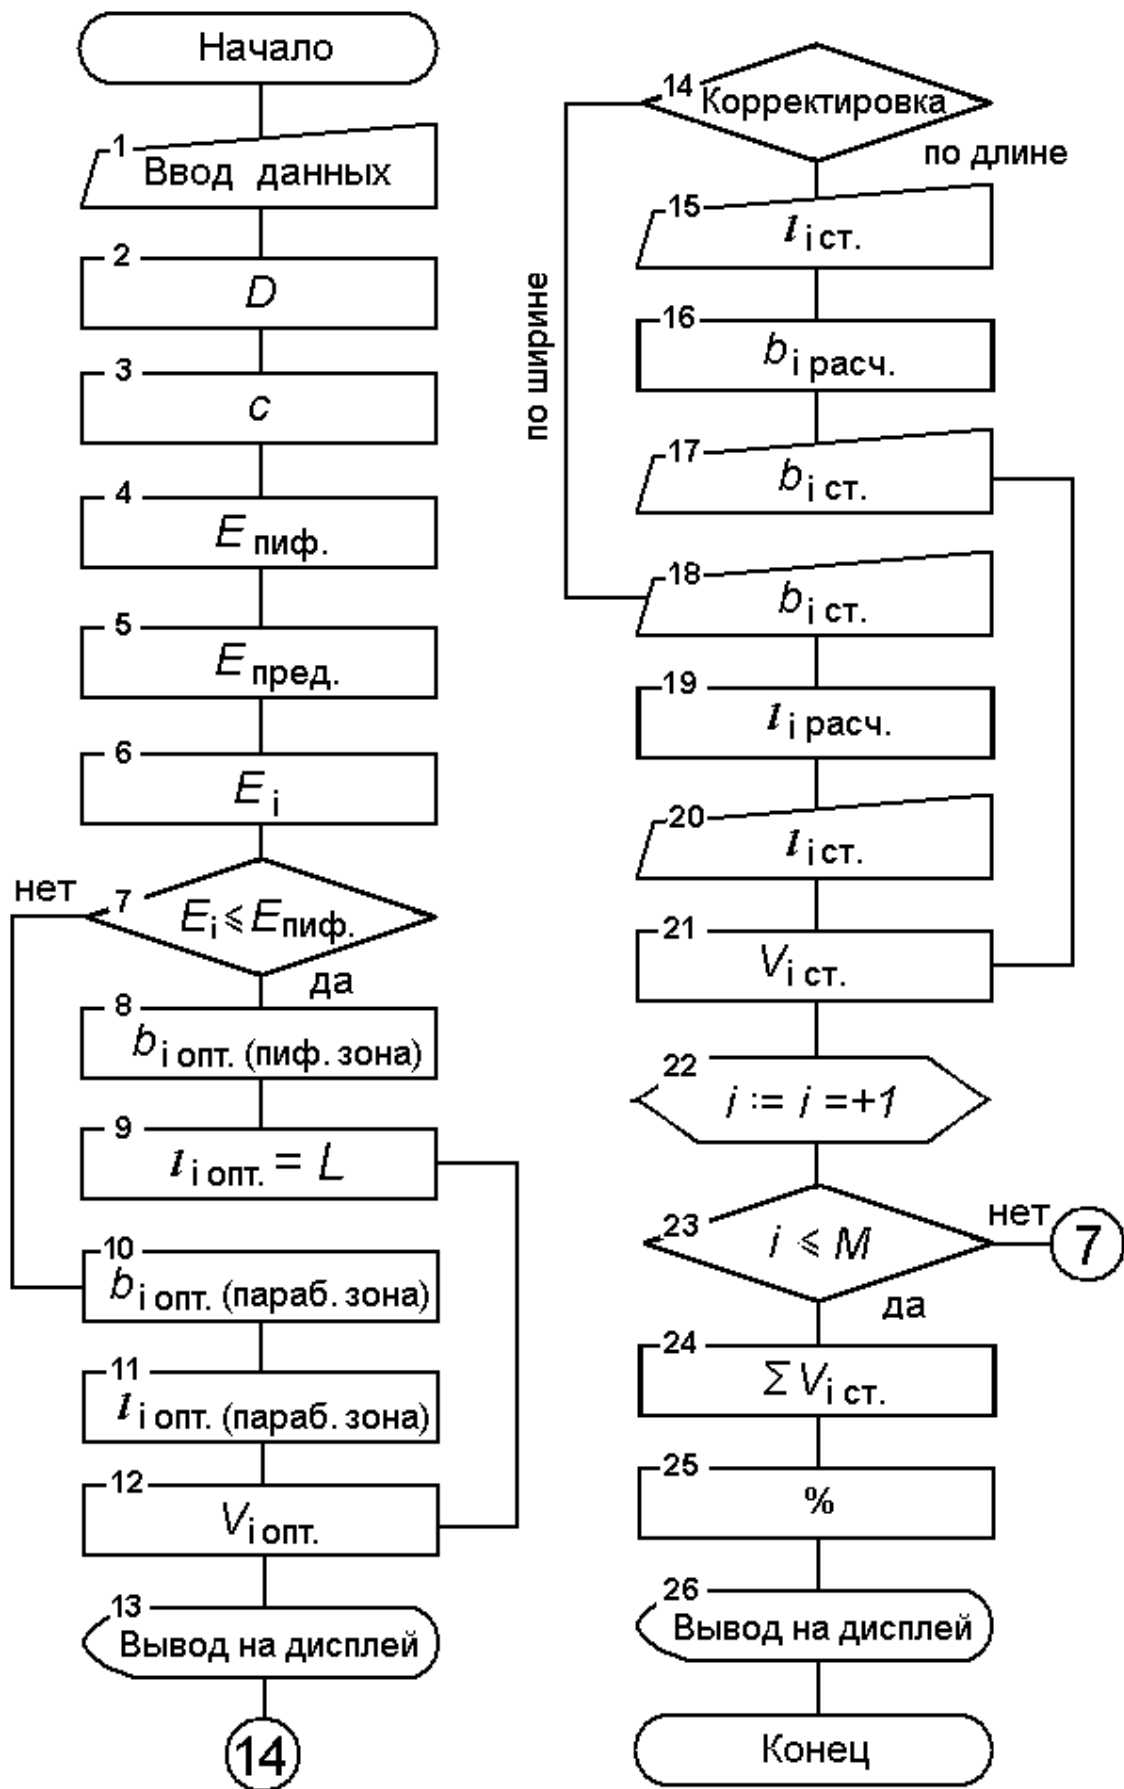 Начало
1
Ввод данных
2
D
3
c
4
E пиф.
5
E пред.
6
E i
нет
7
E i ⩽ E пиф.
да
8
b i опт. (пиф. зона)
9
l i опт. = L
10
b i опт. (параб. зона)
11
l i опт. (параб. зона)
12
V i опт.
13
Вывод на дисплей
14
14
Корректировка
по длине
по ширине
15
l i ст.
16
b i расч.
17
b i ст.
18
b i ст.
19
l i расч.
20
l i ст.
21
V i ст.
22
i := i =+1
23
i ⩽ M
нет
7
да
24
Σ V i ст.
25
%
26
Вывод на дисплей
Конец